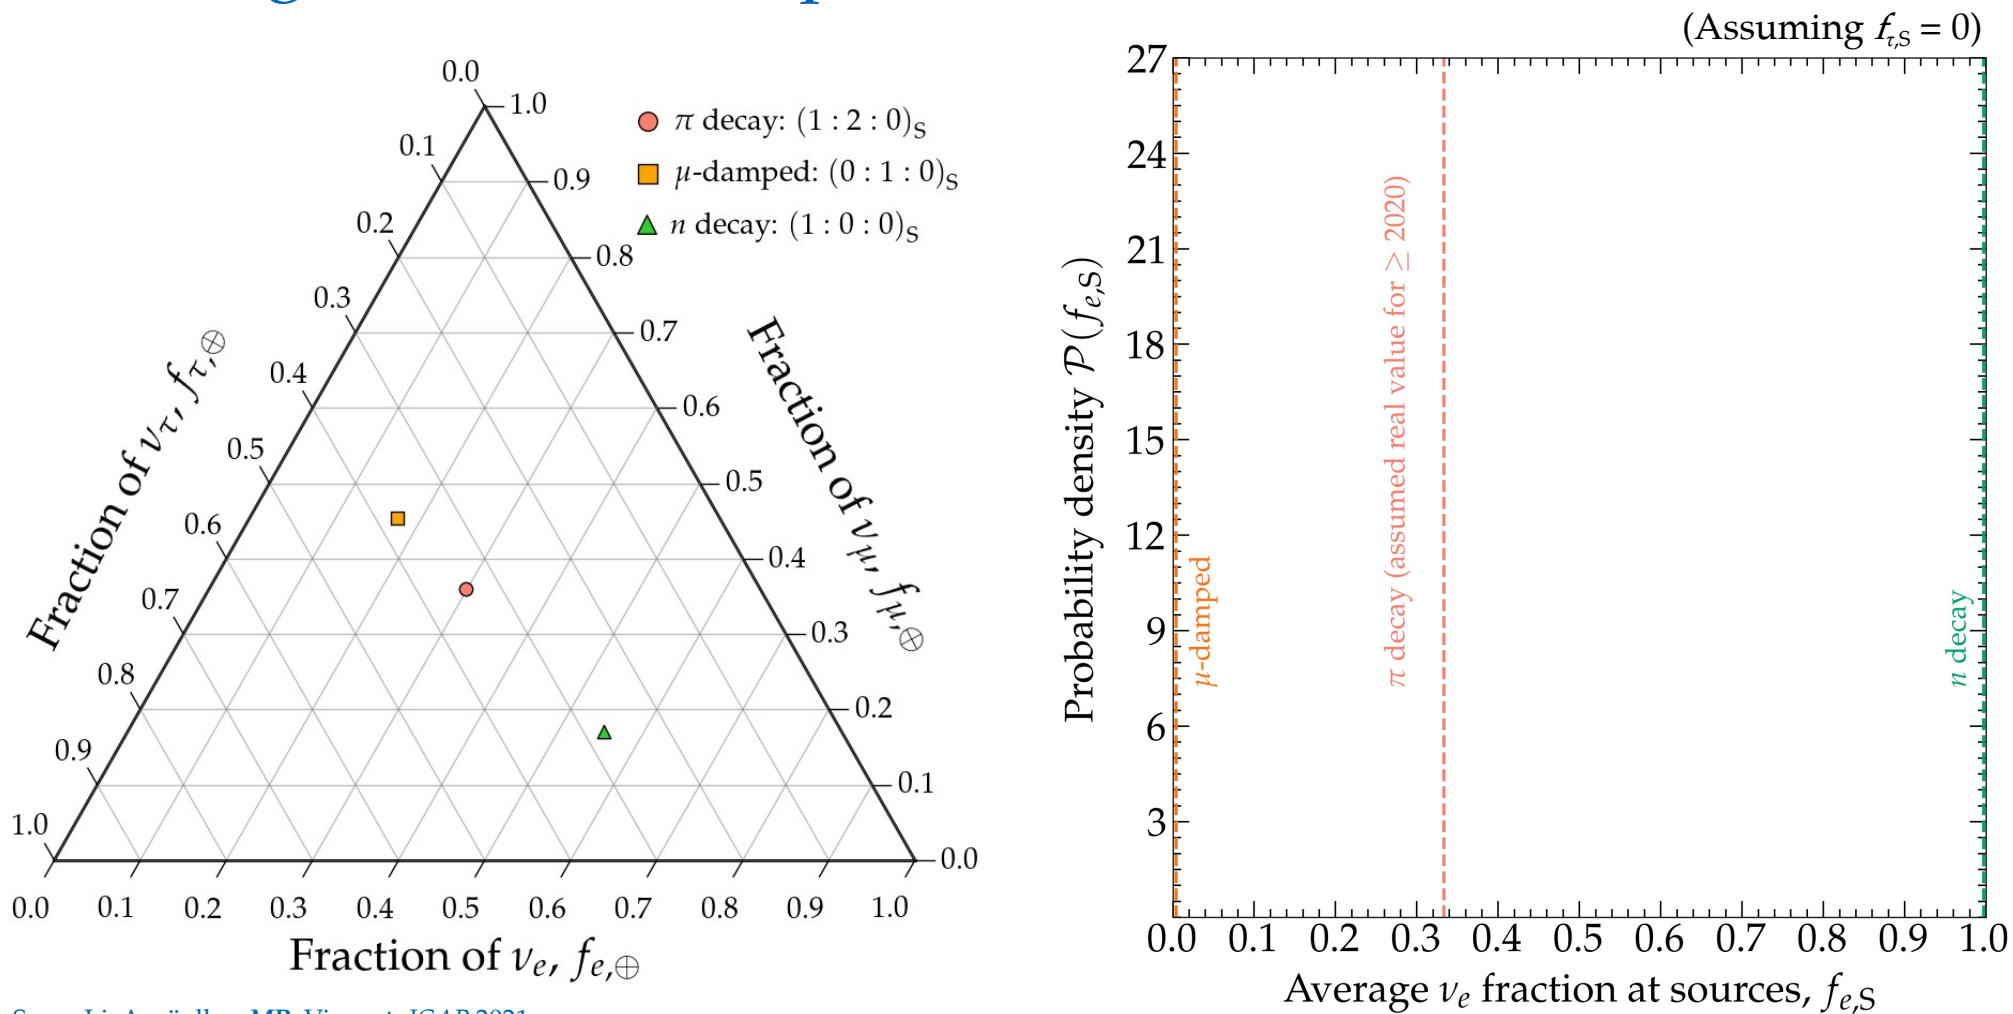 0.0
1.0
0.1
0.9
0.2
0.8
0.3
0.7
0.4
0.6
0.5
0.5
0.6
0.4
0.7
0.3
0.8
0.2
0.9
0.1
1.0
0.0
0.0 0.1 0.2 0.3 0.4 0.5 0.6 0.7 0.8 0.9 1.0
Fraction of ντ, fτ,⊕
Fraction of νμ, fμ,⊕
Fraction of νe, fe,⊕
π decay: (1 : 2 : 0)S
μ-damped: (0 : 1 : 0)S
n decay: (1 : 0 : 0)S
(Assuming fτ,S = 0)
27
24
21
18
15
12
9
6
3
Probability density 𝒫(fe,S)
μ-damped
π decay (assumed real value for ≥ 2020)
n decay
0.0 0.1 0.2 0.3 0.4 0.5 0.6 0.7 0.8 0.9 1.0
Average νe fraction at sources, fe,S